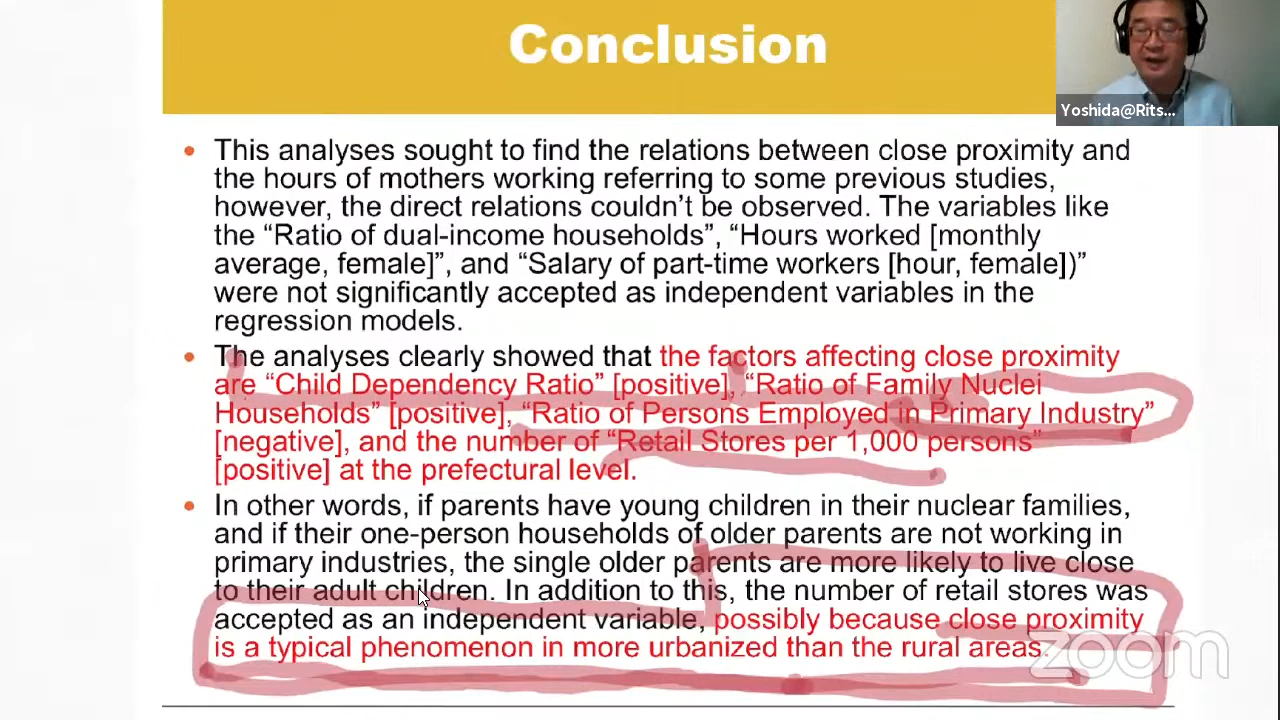 Conclusion
Yoshida@Rits...
• This analyses sought to find the relations between close proximity and
the hours of mothers working referring to some previous studies,
however, the direct relations couldn't be observed. The variables like
the “Ratio of dual-income households”, “Hours worked [monthly
average, female]”, and “Salary of part-time workers [hour, female])”
were not significantly accepted as independent variables in the
regression models.
• The analyses clearly showed that the factors affecting close proximity
are “Child Dependency Ratio” [positive], “Ratio of Family Nuclei
Households” [positive], “Ratio of Persons Employed in Primary Industry”
[negative], and the number of “Retail Stores per 1,000 persons”
[positive] at the prefectural level.
• In other words, if parents have young children in their nuclear families,
and if their one-person households of older parents are not working in
primary industries, the single older parents are more likely to live close
to their adult children. In addition to this, the number of retail stores was
accepted as an independent variable, possibly because close proximity
is a typical phenomenon in more urbanized than the rural areas.
zoom